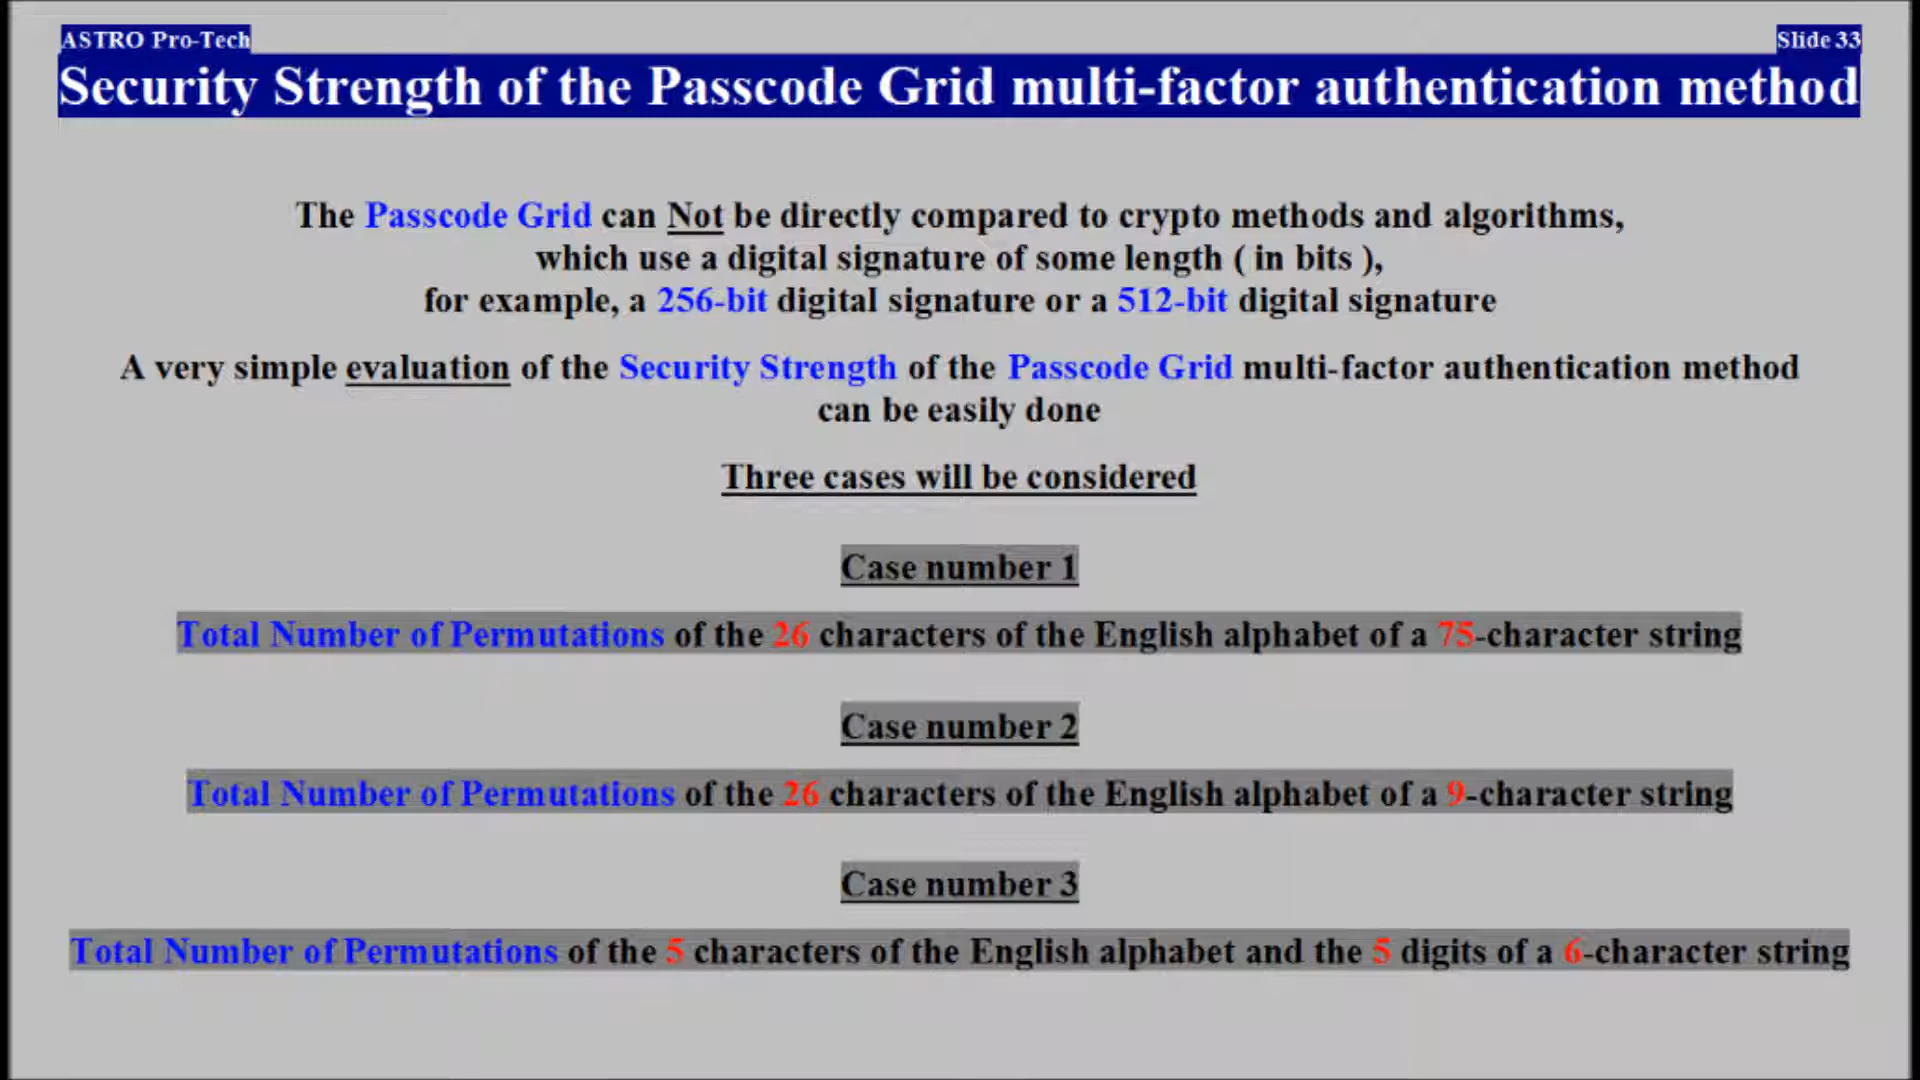 ASTRO Pro-Tech
Slide 33
Security Strength of the Passcode Grid multi-factor authentication method
The Passcode Grid can Not be directly compared to crypto methods and algorithms,
which use a digital signature of some length ( in bits ),
for example, a 256-bit digital signature or a 512-bit digital signature
A very simple evaluation of the Security Strength of the Passcode Grid multi-factor authentication method
can be easily done
Three cases will be considered
Case number 1
Total Number of Permutations of the 26 characters of the English alphabet of a 75-character string
Case number 2
Total Number of Permutations of the 26 characters of the English alphabet of a 9-character string
Case number 3
Total Number of Permutations of the 5 characters of the English alphabet and the 5 digits of a 6-character string